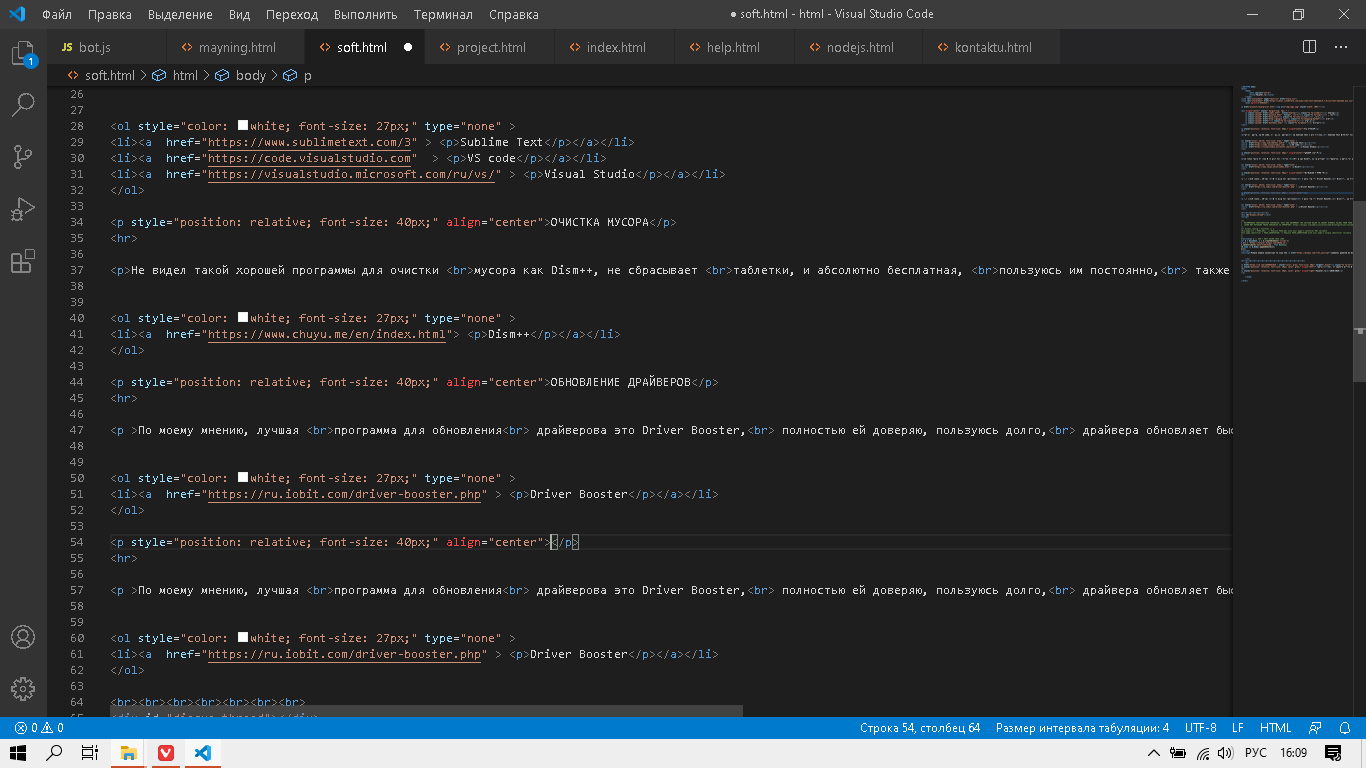 Файл Правка Выделение Вид Переход Выполнить Терминал Справка ● soft.html - html - Visual Studio Code
JS bot.js <> mayning.html <> soft.html ● <> project.html <> index.html <> help.html <> nodejs.html <> kontaktu.html
1
<> soft.html > html > body > p
26
27
28 <ol style="color: white; font-size: 27px;" type="none" >
29 <li><a  href="https://www.sublimetext.com/3" > <p>Sublime Text</p></a></li>
30 <li><a  href="https://code.visualstudio.com"  > <p>VS code</p></a></li>
31 <li><a  href="https://visualstudio.microsoft.com/ru/vs/" > <p>Visual Studio</p></a></li>
32 </ol>
33
34 <p style="position: relative; font-size: 40px;" align="center">ОЧИСТКА МУСОРА</p>
35 <hr>
36
37 <p>Не видел такой хорошей программы для очистки <br>мусора как Dism++, не сбрасывает <br>таблетки, и абсолютно бесплатная, <br>пользуюсь им постоянно,<br> также
38
39
40 <ol style="color: white; font-size: 27px;" type="none" >
41 <li><a  href="https://www.chuyu.me/en/index.html"> <p>Dism++</p></a></li>
42 </ol>
43
44 <p style="position: relative; font-size: 40px;" align="center">ОБНОВЛЕНИЕ ДРАЙВЕРОВ</p>
45 <hr>
46
47 <p >По моему мнению, лучшая <br>программа для обновления<br> драйверова это Driver Booster,<br> полностью ей доверяю, пользуюсь долго,<br> драйвера обновляет
48
49
50 <ol style="color: white; font-size: 27px;" type="none" >
51 <li><a  href="https://ru.iobit.com/driver-booster.php" > <p>Driver Booster</p></a></li>
52 </ol>
53
54 <p style="position: relative; font-size: 40px;" align="center"></p>
55 <hr>
56
57 <p >По моему мнению, лучшая <br>программа для обновления<br> драйверова это Driver Booster,<br> полностью ей доверяю, пользуюсь долго,<br> драйвера обновляет
58
59
60 <ol style="color: white; font-size: 27px;" type="none" >
61 <li><a  href="https://ru.iobit.com/driver-booster.php" > <p>Driver Booster</p></a></li>
62 </ol>
63
64 <br><br><br><br><br><br><br>
0 0 Строка 54, столбец 64 Размер интервала табуляции: 4 UTF-8 LF HTML
РУС 16:09